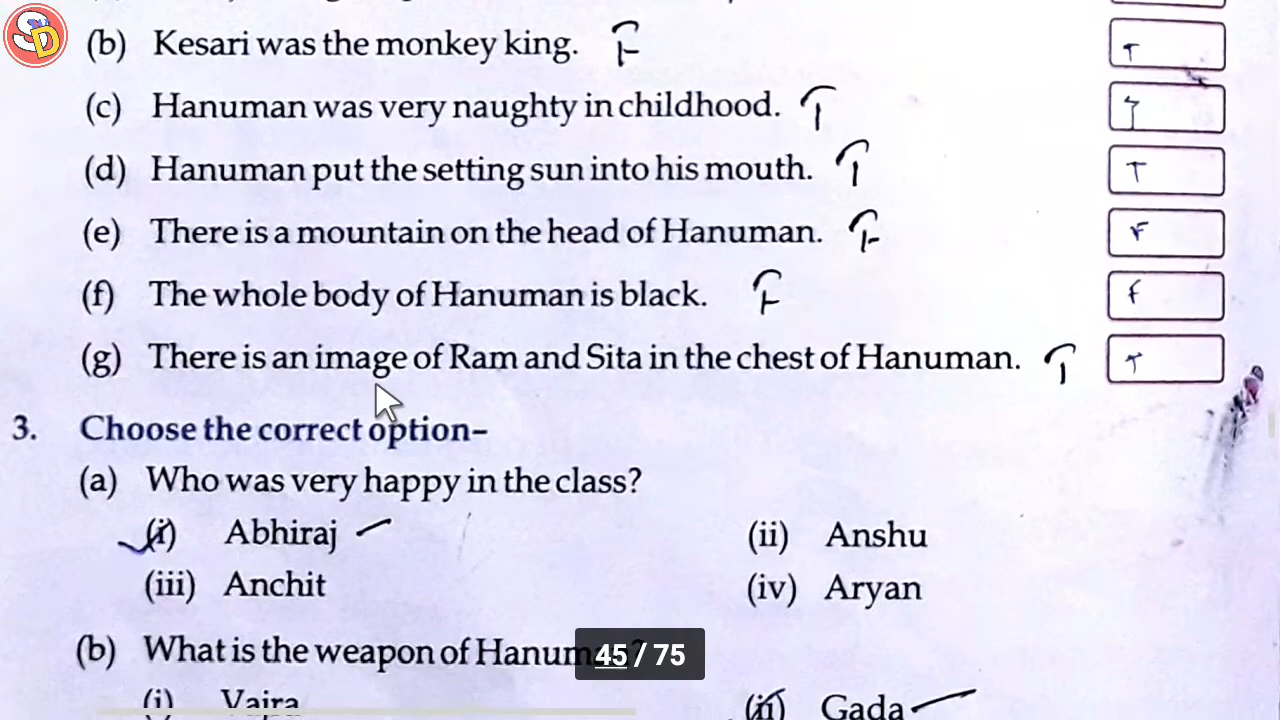 SD
(b) Kesari was the monkey king. F T
(c) Hanuman was very naughty in childhood. T T
(d) Hanuman put the setting sun into his mouth. T T
(e) There is a mountain on the head of Hanuman. F F
(f) The whole body of Hanuman is black. F f
(g) There is an image of Ram and Sita in the chest of Hanuman. T T
3. Choose the correct option–
(a) Who was very happy in the class?
(i) Abhiraj (ii) Anshu
(iii) Anchit (iv) Aryan
(b) What is the weapon of
45 / 75
(i) Vajra (ii) Gada